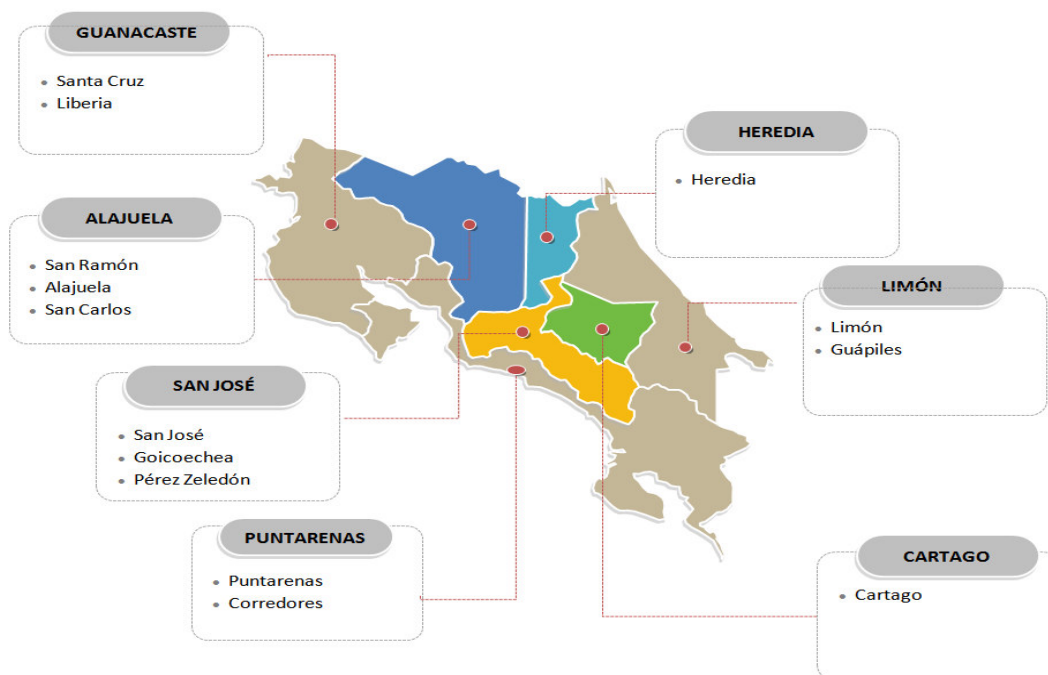 GUANACASTE
• Santa Cruz
• Liberia
HEREDIA
• Heredia
ALAJUELA
• San Ramón
• Alajuela
• San Carlos
LIMÓN
• Limón
• Guápiles
SAN JOSÉ
• San José
• Goicoechea
• Pérez Zeledón
PUNTARENAS
• Puntarenas
• Corredores
CARTAGO
• Cartago